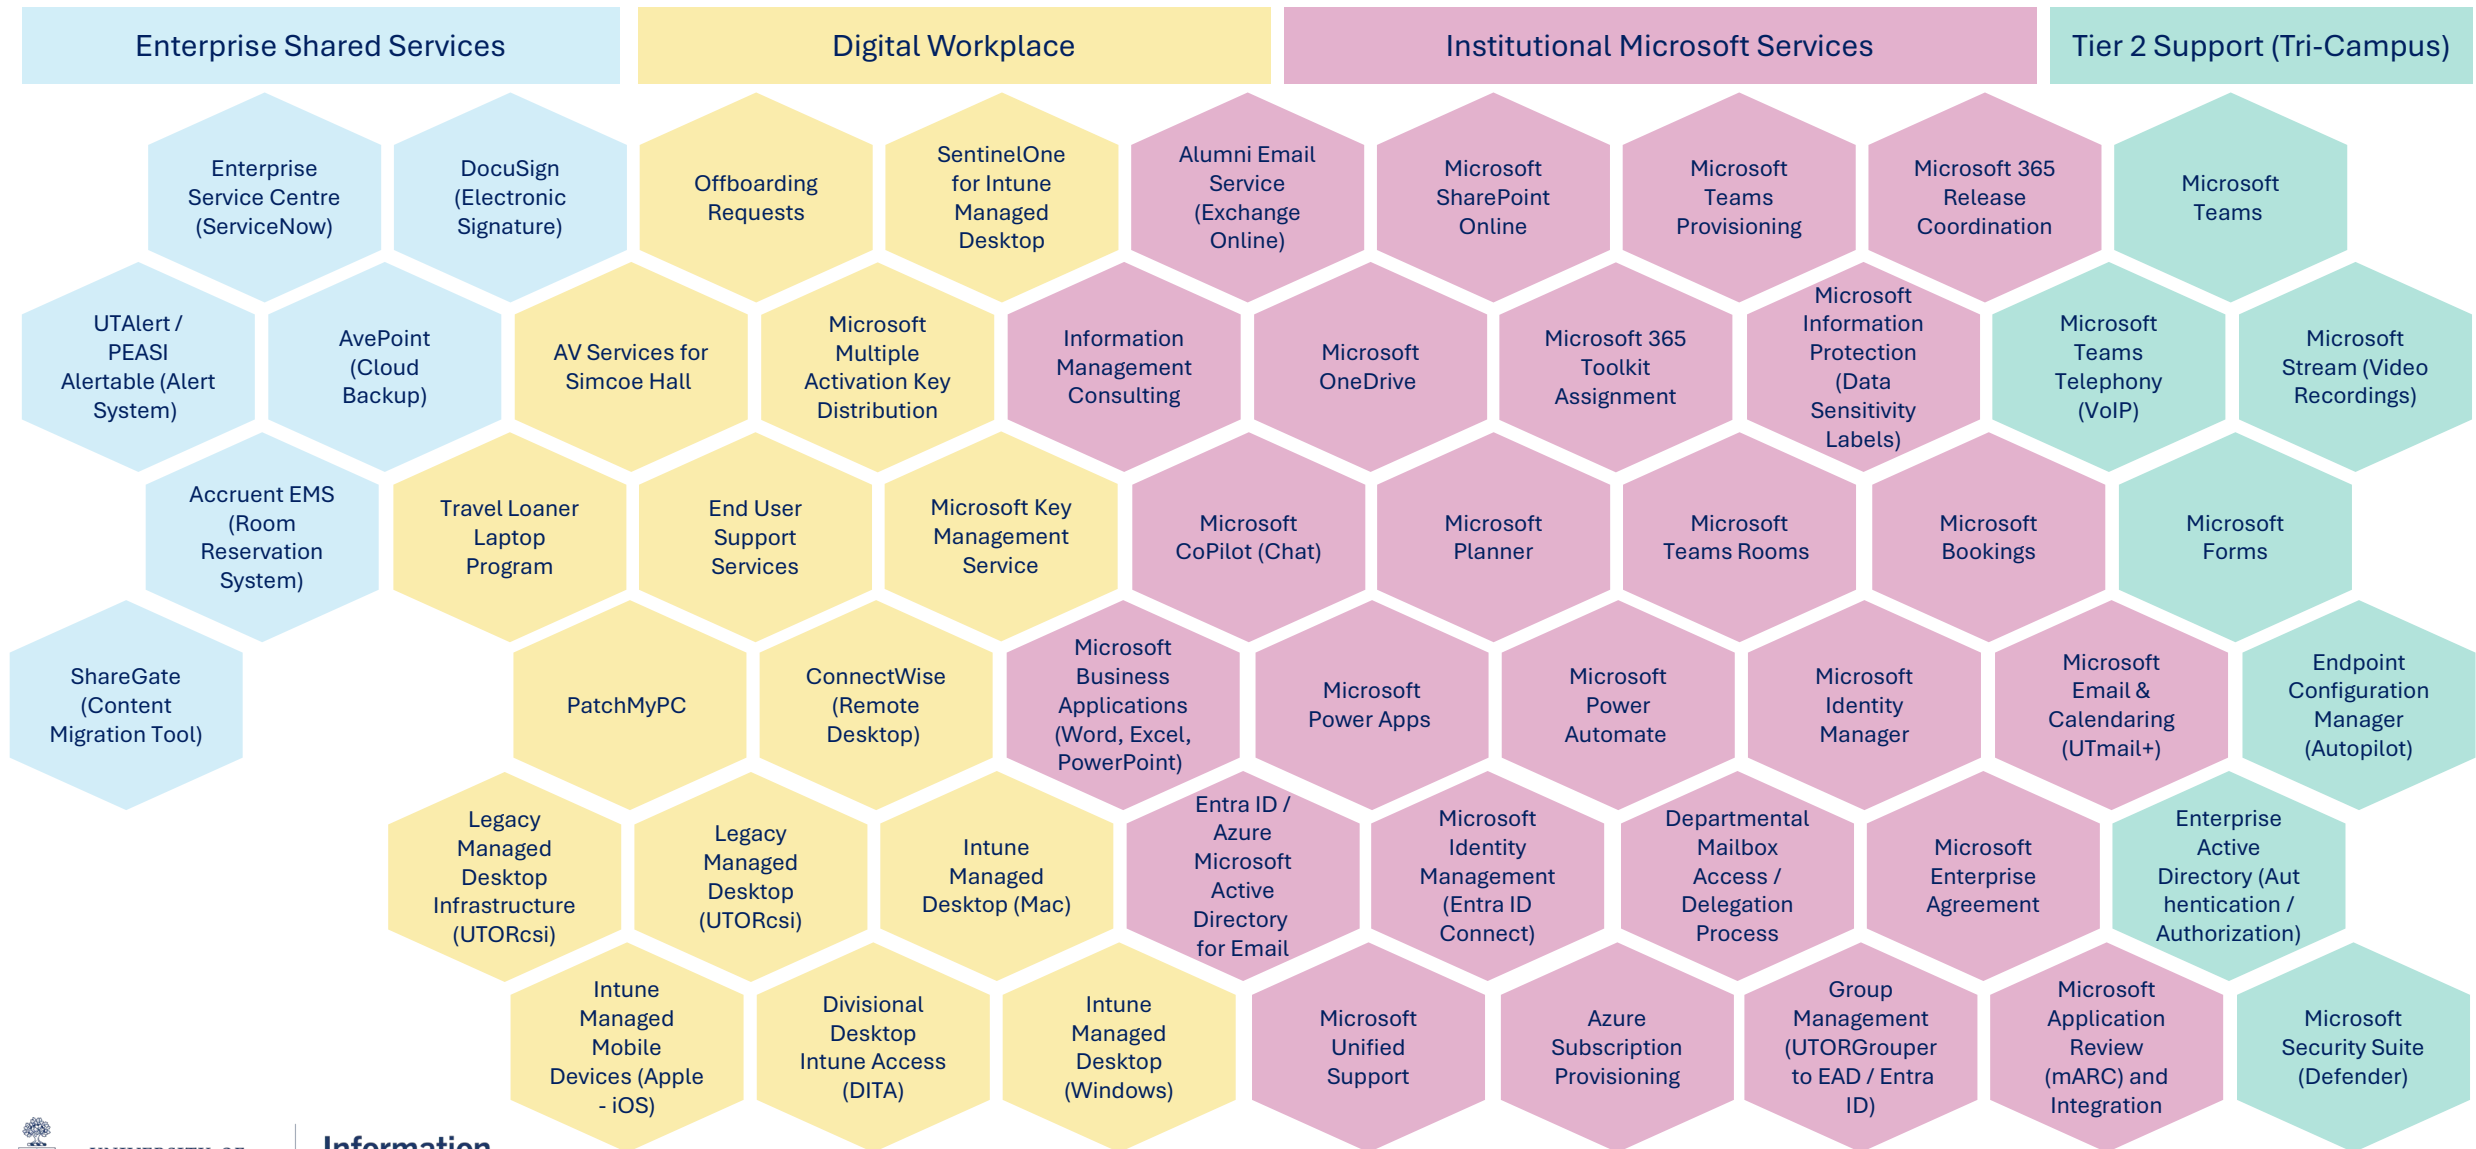 Enterprise Shared Services
Digital Workplace
Institutional Microsoft Services
Tier 2 Support (Tri-Campus)
Enterprise
Service Centre
(ServiceNow)
DocuSign
(Electronic
Signature)
Offboarding
Requests
SentinelOne
for Intune
Managed
Desktop
Alumni Email
Service
(Exchange
Online)
Microsoft
SharePoint
Online
Microsoft
Teams
Provisioning
Microsoft 365
Release
Coordination
Microsoft
Teams
UTAlert /
PEASI
Alertable (Alert
System)
AvePoint
(Cloud
Backup)
AV Services for
Simcoe Hall
Microsoft
Multiple
Activation Key
Distribution
Information
Management
Consulting
Microsoft
OneDrive
Microsoft 365
Toolkit
Assignment
Microsoft
Information
Protection
(Data
Sensitivity
Labels)
Microsoft
Teams
Telephony
(VoIP)
Microsoft
Stream (Video
Recordings)
Accruent EMS
(Room
Reservation
System)
Travel Loaner
Laptop
Program
End User
Support
Services
Microsoft Key
Management
Service
Microsoft
CoPilot (Chat)
Microsoft
Planner
Microsoft
Teams Rooms
Microsoft
Bookings
Microsoft
Forms
ShareGate
(Content
Migration Tool)
PatchMyPC
ConnectWise
(Remote
Desktop)
Microsoft
Business
Applications
(Word, Excel,
PowerPoint)
Microsoft
Power Apps
Microsoft
Power
Automate
Microsoft
Identity
Manager
Microsoft
Email &
Calendaring
(UTmail+)
Endpoint
Configuration
Manager
(Autopilot)
Legacy
Managed
Desktop
Infrastructure
(UTORcsi)
Legacy
Managed
Desktop
(UTORcsi)
Intune
Managed
Desktop (Mac)
Entra ID /
Azure
Microsoft
Active
Directory
for Email
Microsoft
Identity
Management
(Entra ID
Connect)
Departmental
Mailbox
Access /
Delegation
Process
Microsoft
Enterprise
Agreement
Enterprise
Active
Directory (Aut
hentication /
Authorization)
Intune
Managed
Mobile
Devices (Apple
- iOS)
Divisional
Desktop
Intune Access
(DITA)
Intune
Managed
Desktop
(Windows)
Microsoft
Unified
Support
Azure
Subscription
Provisioning
Group
Management
(UTORGrouper
to EAD / Entra
ID)
Microsoft
Application
Review
(mARC) and
Integration
Microsoft
Security Suite
(Defender)
UNIVERSITY OF
Information